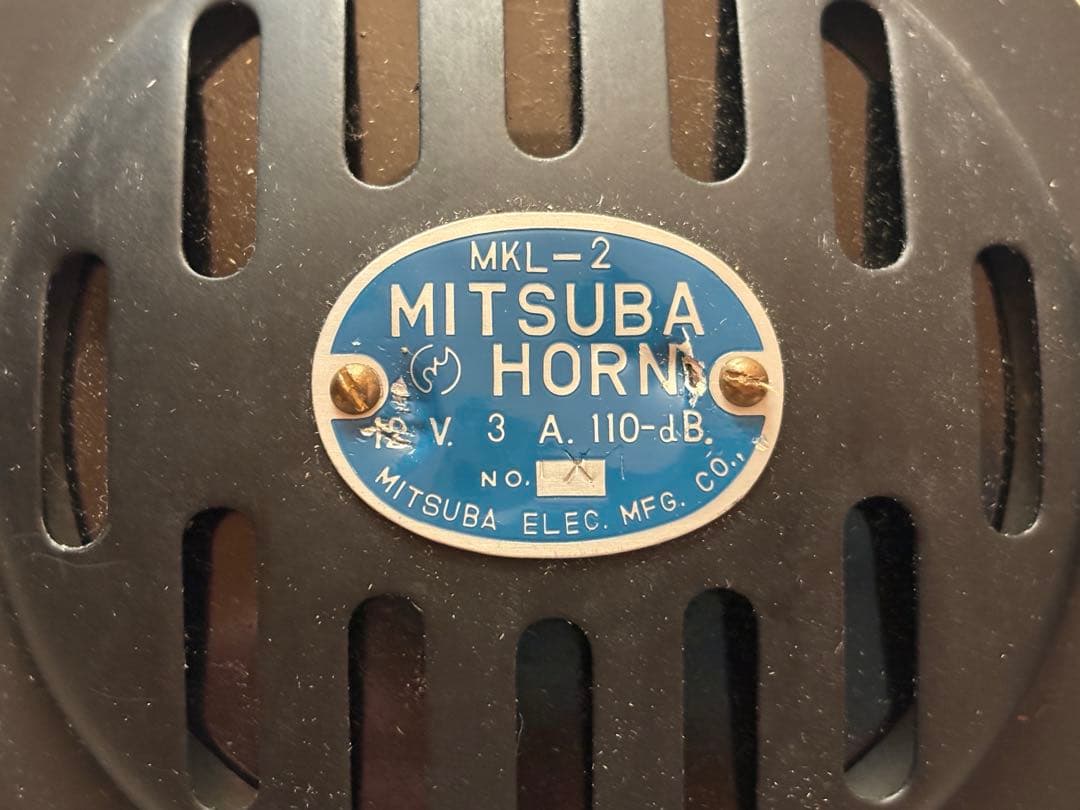 MKL-2
MITSUBA
HORN
V. 3 A. 110-dB.
NO. X
MITSUBA ELEC. MFG. CO.,